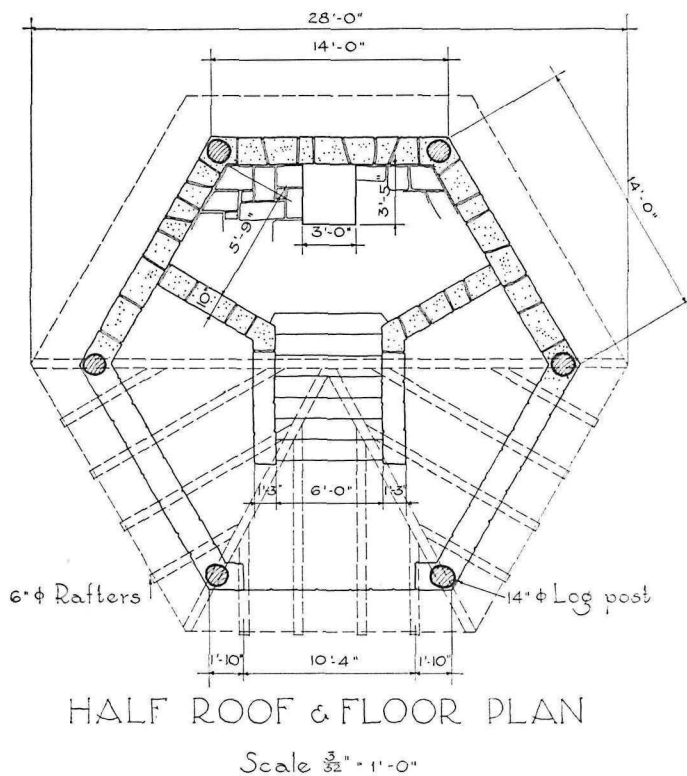 28'-0"
14'-0"
14'-0"
3'-5"
5'-9"
3'-0"
10"
1'-3" 6'-0" 1'-3"
6" φ Rafters
14" φ Log post
1'-10" 10'-4" 1'-10"
HALF ROOF & FLOOR PLAN
Scale 3/32" = 1'-0"